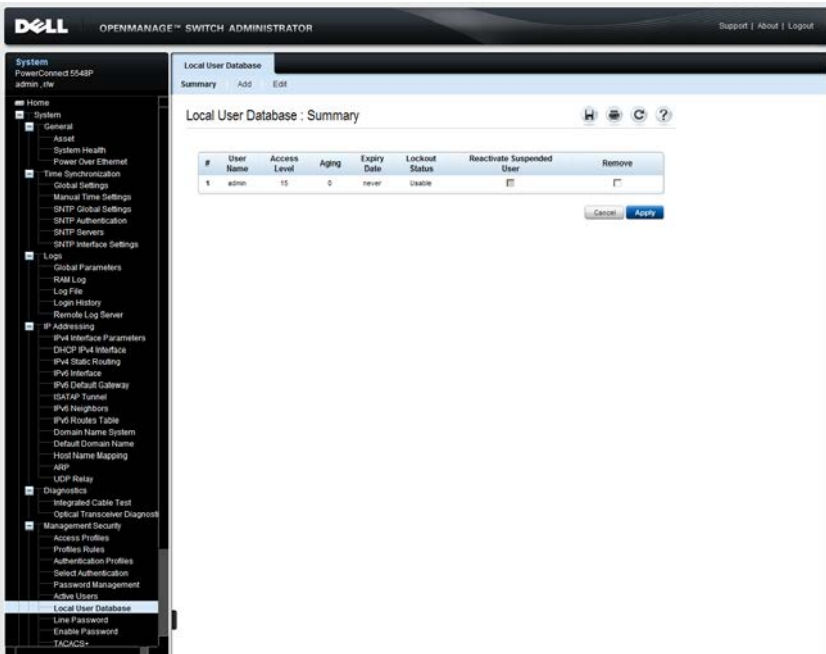 DELL OPENMANAGE™ SWITCH ADMINISTRATOR
Support | About | Logout
System
PowerConnect 5548P
admin , r/w
Home
System
General
Asset
System Health
Power Over Ethernet
Time Synchronization
Global Settings
Manual Time Settings
SNTP Global Settings
SNTP Authentication
SNTP Servers
SNTP Interface Settings
Logs
Global Parameters
RAM Log
Log File
Login History
Remote Log Server
IP Addressing
IPv4 Interface Parameters
DHCP IPv4 Interface
IPv4 Static Routing
IPv6 Interface
IPv6 Default Gateway
ISATAP Tunnel
IPv6 Neighbors
IPv6 Routes Table
Domain Name System
Default Domain Name
Host Name Mapping
ARP
UDP Relay
Diagnostics
Integrated Cable Test
Optical Transceiver Diagnosti
Management Security
Access Profiles
Profiles Rules
Authentication Profiles
Select Authentication
Password Management
Active Users
Local User Database
Line Password
Enable Password
TACACS+
Local User Database
Summary Add Edit
Local User Database : Summary
# User Name Access Level Aging Expiry Date Lockout Status Reactivate Suspended User Remove
1 admin 15 0 never Usable
Cancel Apply